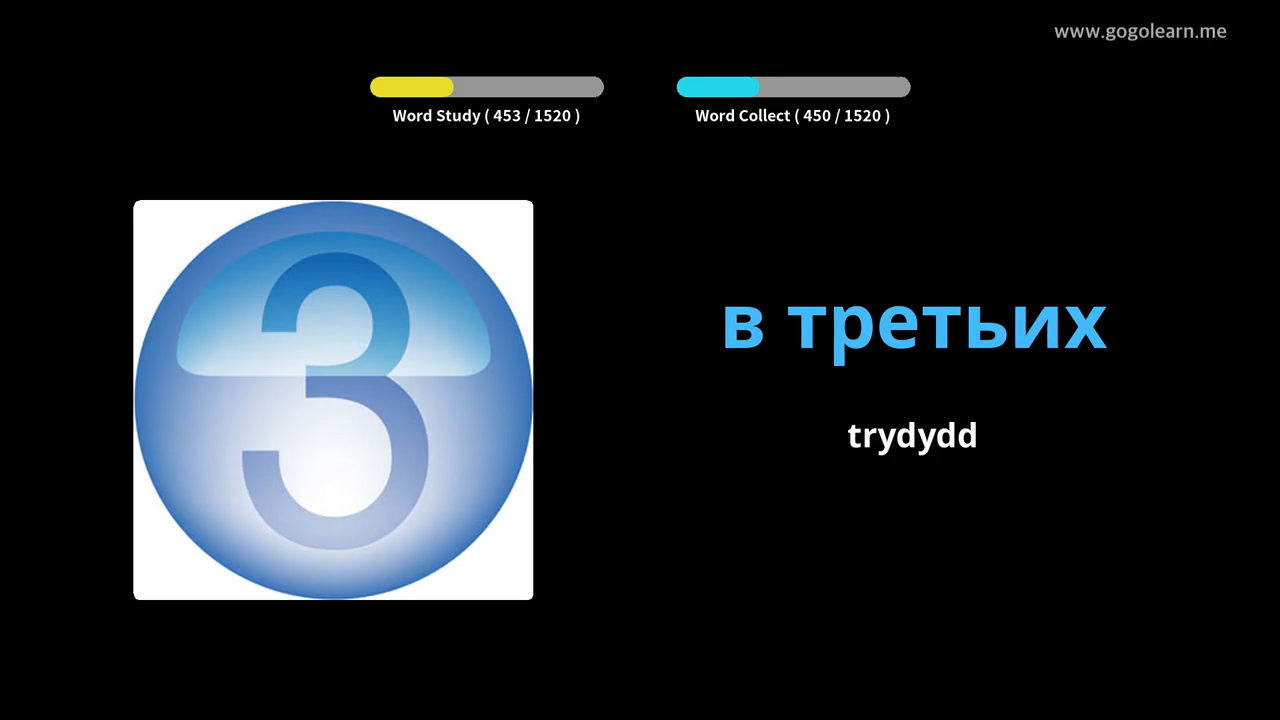 www.gogolearn.me
Word Study ( 453 / 1520 )
Word Collect ( 450 / 1520 )
3
в третьих
trydydd